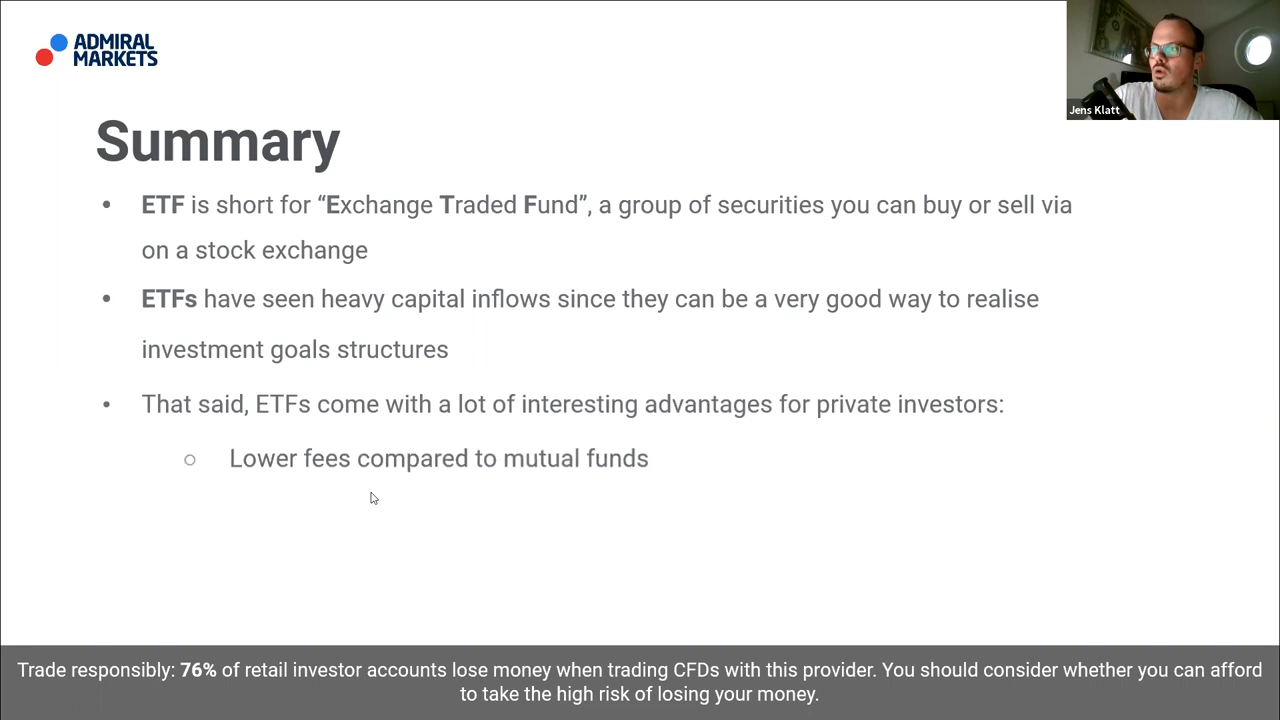 ADMIRAL
MARKETS
Jens Klatt
Summary
• ETF is short for “Exchange Traded Fund”, a group of securities you can buy or sell via
on a stock exchange
• ETFs have seen heavy capital inflows since they can be a very good way to realise
investment goals structures
• That said, ETFs come with a lot of interesting advantages for private investors:
○ Lower fees compared to mutual funds
Trade responsibly: 76% of retail investor accounts lose money when trading CFDs with this provider. You should consider whether you can afford
to take the high risk of losing your money.